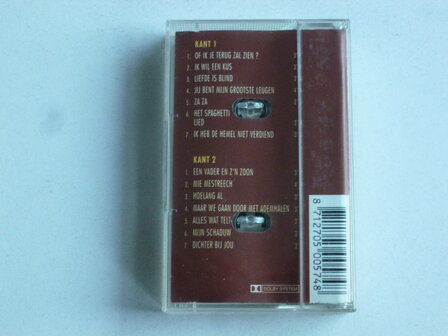 KANT 1
1. OF IK JE TERUG ZAL ZIEN ?
2. IK WIL EEN KUS
3. LIEFDE IS BLIND
4. JIJ BENT MIJN GROOTSTE LEUGEN
5. ZA ZA
6. HET SPAGHETTI
LIED
7. IK HEB DE HEMEL NIET VERDIEND
KANT 2
1. EEN VADER EN Z'N ZOON
2. MIE MESTREECH
3. HOELANG AL
4. MAAR WE GAAN DOOR MET ADEMHALEN
5. ALLES WAT TELT
6. MIJN SCHADUW
7. DICHTER BIJ JOU
DOLBY SYSTEM
8 712705 005748